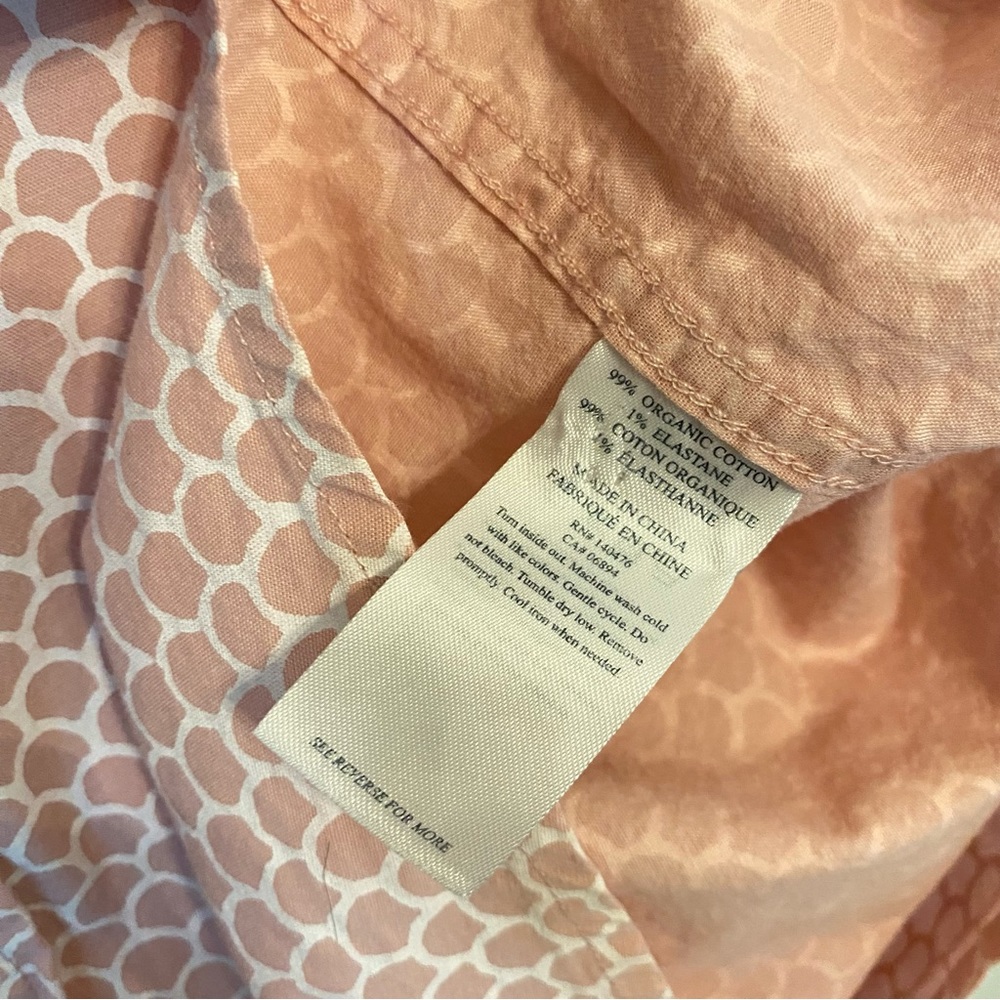 99% ORGANIC COTTON
1% ELASTANE
99% COTON ORGANIQUE
1% ÉLASTHANNE
MADE IN CHINA
FABRIQUÉ EN CHINE
RN# 140476
CA# 06894
Turn inside out. Machine wash cold
with like colors. Gentle cycle. Do
not bleach. Tumble dry low. Remove
promptly. Cool iron when needed.
SEE REVERSE FOR MORE